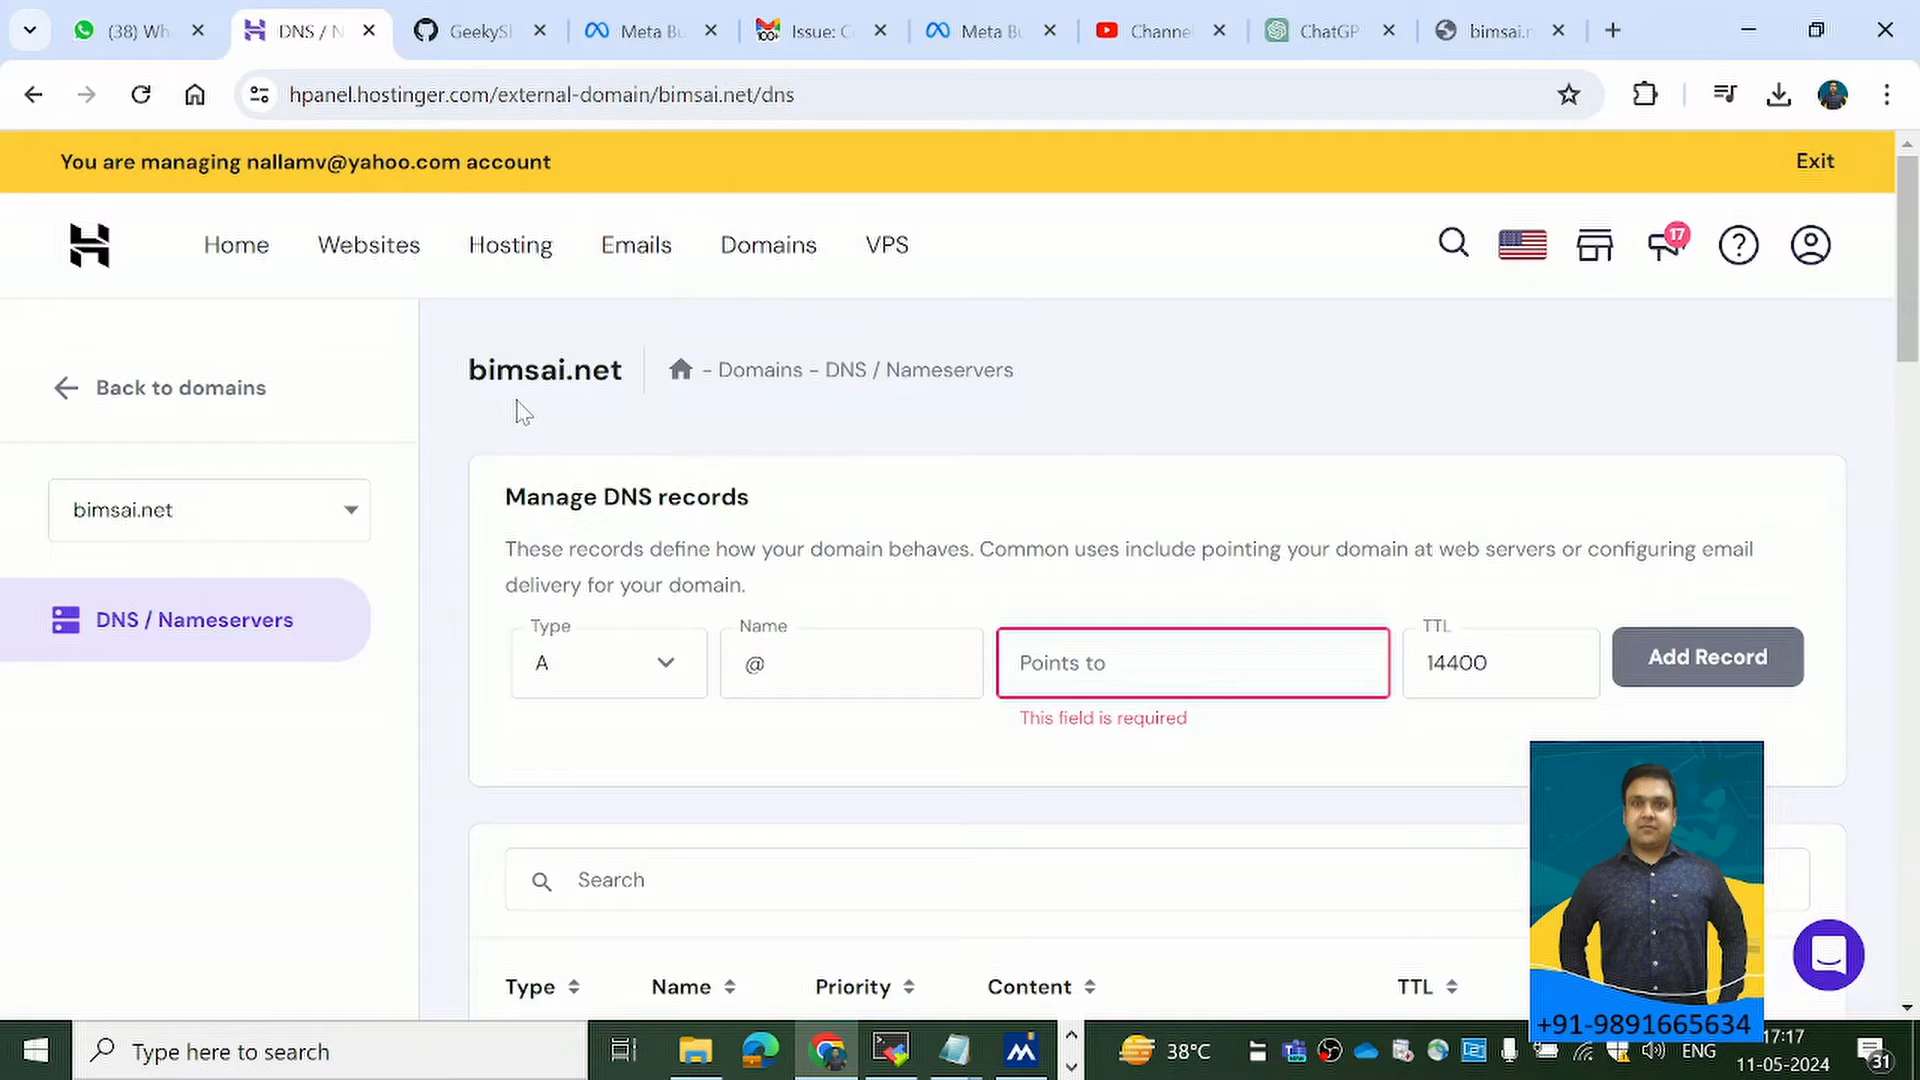 (38) Wh
DNS / N
GeekySl
Meta Bu
Issue: C
Meta Bu
Channel
ChatGP
bimsai.n
hpanel.hostinger.com/external-domain/bimsai.net/dns
You are managing nallamv@yahoo.com account
Exit
Home
Websites
Hosting
Emails
Domains
VPS
17
bimsai.net
- Domains - DNS / Nameservers
Back to domains
bimsai.net
DNS / Nameservers
Manage DNS records
These records define how your domain behaves. Common uses include pointing your domain at web servers or configuring email
delivery for your domain.
Type
Name
TTL
A
@
Points to
14400
Add Record
This field is required
Search
Type
Name
Priority
Content
TTL
+91-9891665634
Type here to search
38°C
ENG
17:17
11-05-2024
31